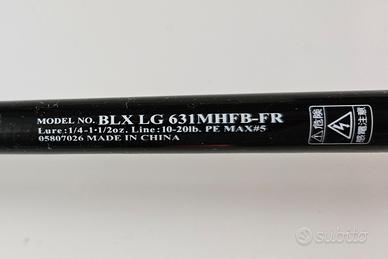 MODEL NO. BLX LG 631MHFB-FR
Lure:1/4-1·1/2oz. Line:10-20lb. PE MAX#5
05807026 MADE IN CHINA
⚠危険
感電注意
subito